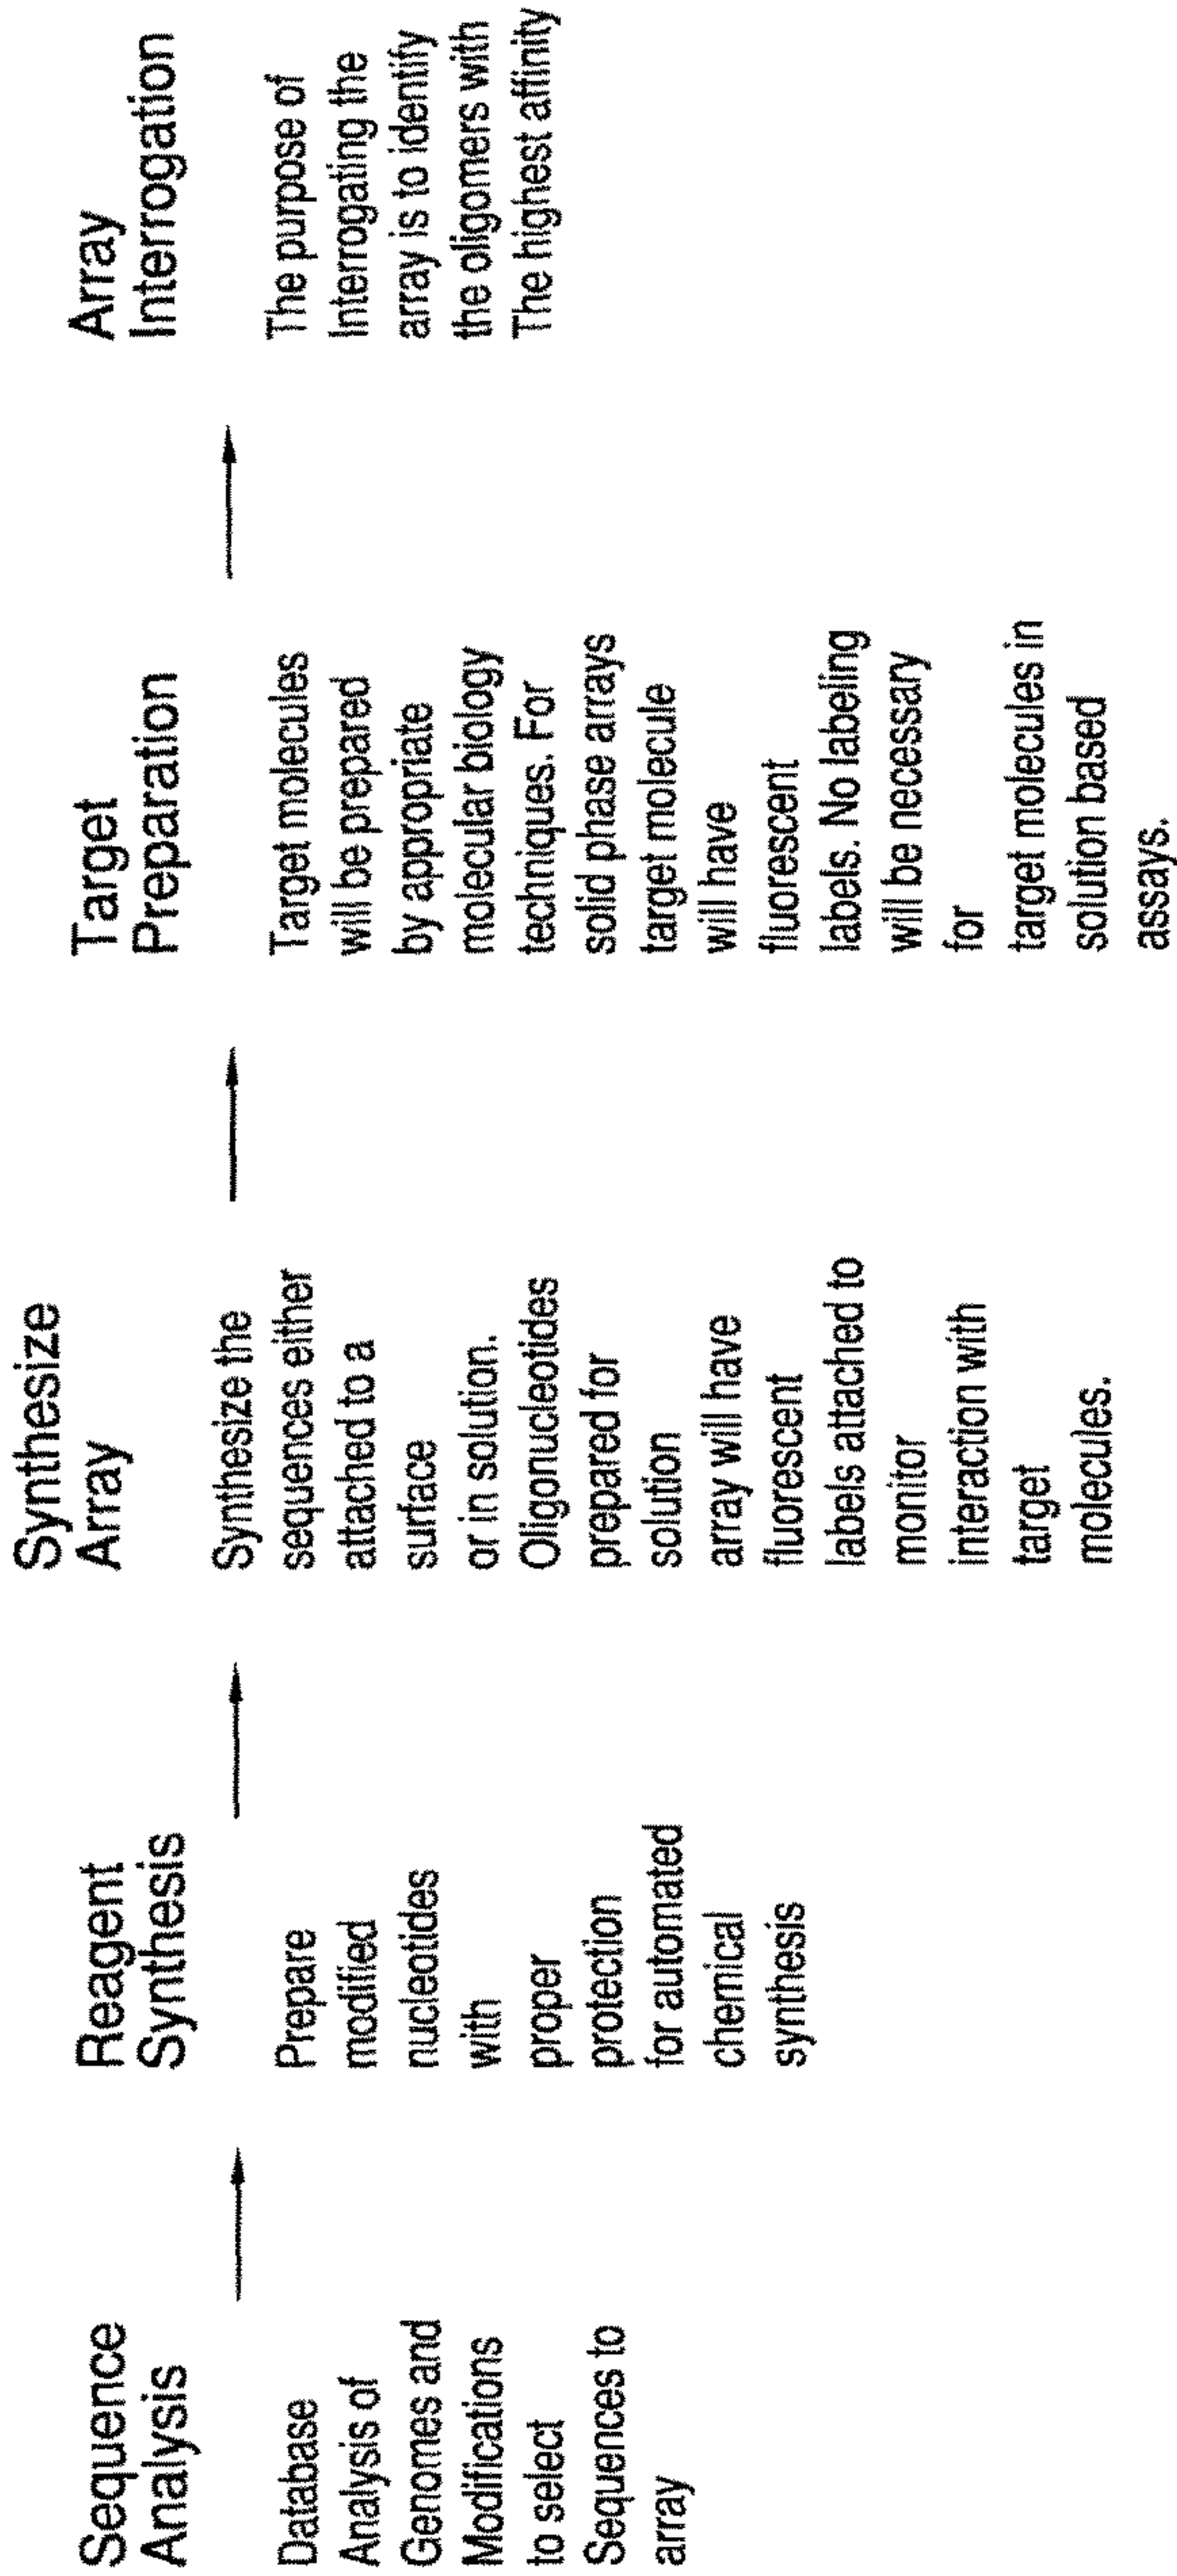 Sequence
Analysis
Database
Analysis of
Genomes and
Modifications
to select
Sequences to
array
Reagent
Synthesis
Prepare
modified
nucleotides
with
proper
protection
for automated
chemical
synthesis
Synthesize
Array
Synthesize the
sequences either
attached to a
surface
or in solution.
Oligonucleotides
prepared for
solution
array will have
fluorescent
labels attached to
monitor
interaction with
target
molecules.
Target
Preparation
Target molecules
will be prepared
by appropriate
molecular biology
techniques. For
solid phase arrays
target molecule
will have
fluorescent
labels. No labeling
will be necessary
for
target molecules in
solution based
assays.
Array
Interrogation
The purpose of
Interrogating the
array is to identify
the oligomers with
The highest affinity